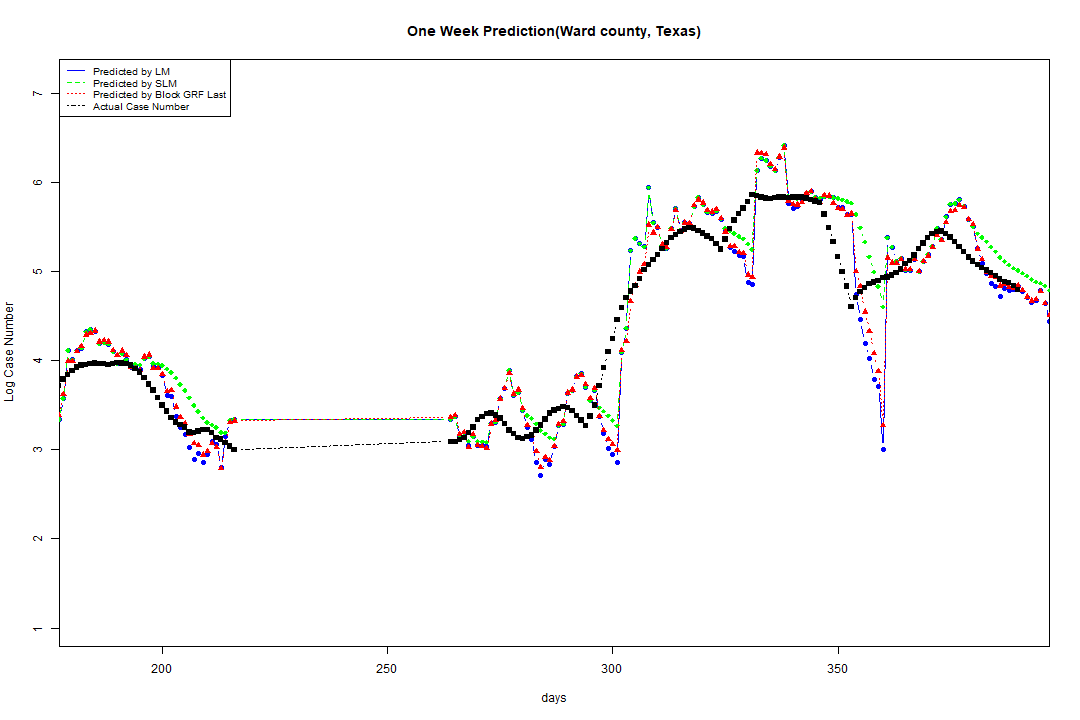 One Week Prediction(Ward county, Texas)
Predicted by LM
Predicted by SLM
Predicted by Block GRF Last
Actual Case Number
Log Case Number
7
6
5
4
3
2
1
200 250 300 350
days